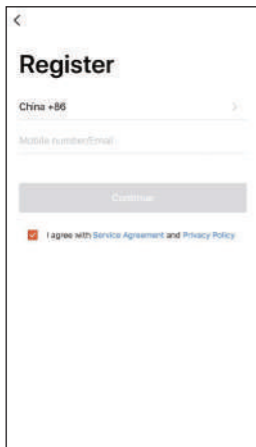 Register
China +86
Mobile number/Email
Continue
I agree with Service Agreement and Privacy Policy